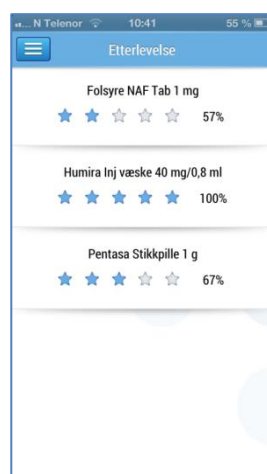 ... N Telenor 10:41 55 %
Etterlevelse
Folsyre NAF Tab 1 mg
57%
Humira Inj væske 40 mg/0,8 ml
100%
Pentasa Stikkpille 1 g
67%